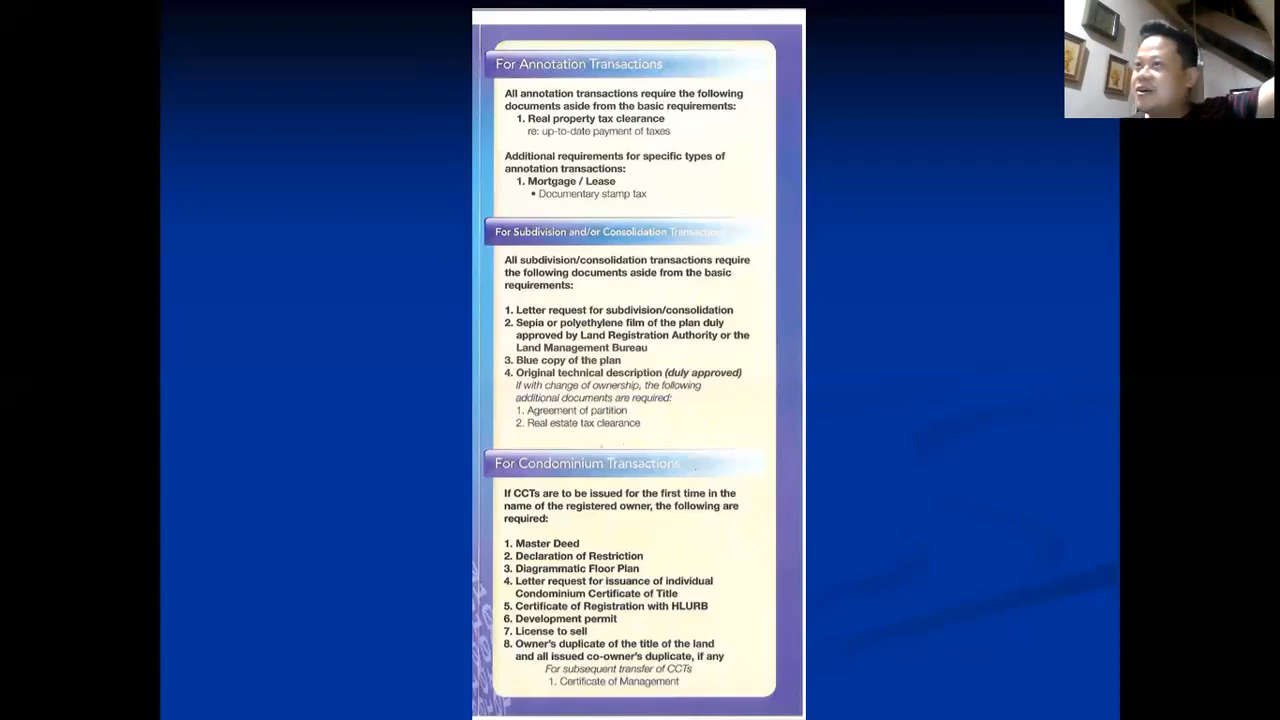 For Annotation Transactions
All annotation transactions require the following
documents aside from the basic requirements:
1. Real property tax clearance
re: up-to-date payment of taxes
Additional requirements for specific types of
annotation transactions:
1. Mortgage / Lease
• Documentary stamp tax
For Subdivision and/or Consolidation Transactions
All subdivision/consolidation transactions require
the following documents aside from the basic
requirements:
1. Letter request for subdivision/consolidation
2. Sepia or polyethylene film of the plan duly
approved by Land Registration Authority or the
Land Management Bureau
3. Blue copy of the plan
4. Original technical description (duly approved)
If with change of ownership, the following
additional documents are required:
1. Agreement of partition
2. Real estate tax clearance
For Condominium Transactions
If CCTs are to be issued for the first time in the
name of the registered owner, the following are
required:
1. Master Deed
2. Declaration of Restriction
3. Diagrammatic Floor Plan
4. Letter request for issuance of individual
Condominium Certificate of Title
5. Certificate of Registration with HLURB
6. Development permit
7. License to sell
8. Owner's duplicate of the title of the land
and all issued co-owner's duplicate, if any
For subsequent transfer of CCTs
1. Certificate of Management